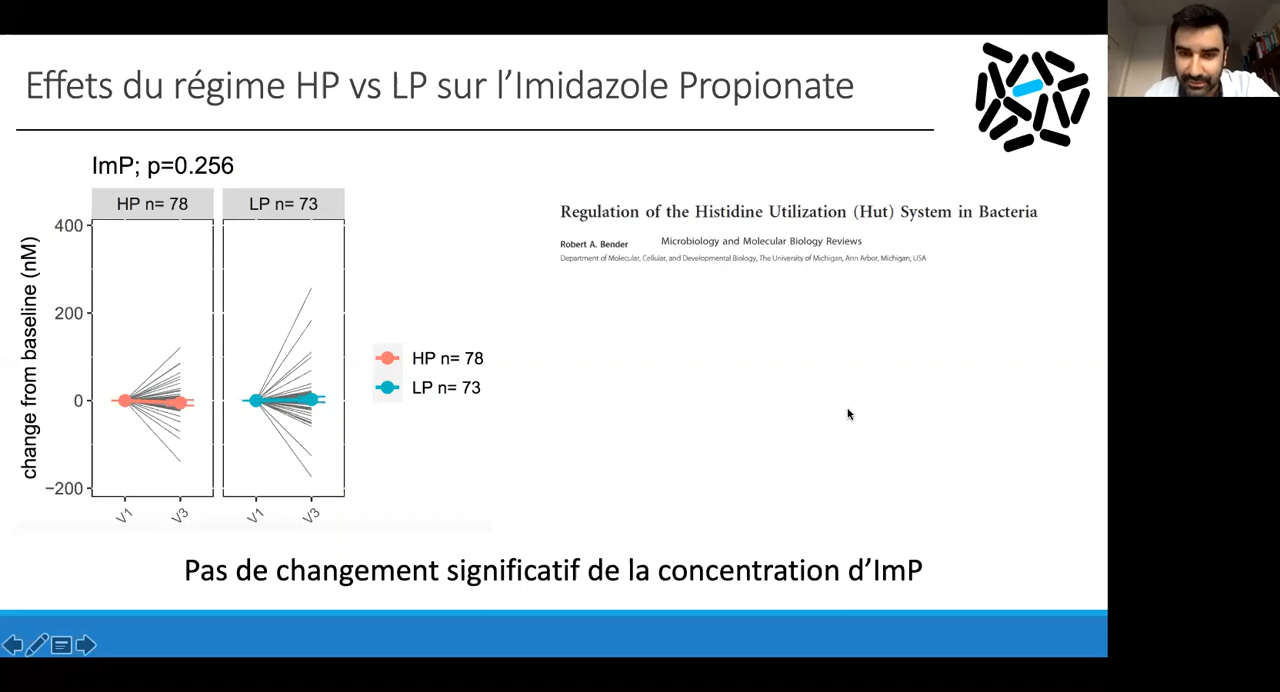 Effets du régime HP vs LP sur l'Imidazole Propionate
ImP; p=0.256
HP n= 78
LP n= 73
400
200
0
−200
change from baseline (nM)
V1
V3
V1
V3
HP n= 78
LP n= 73
Regulation of the Histidine Utilization (Hut) System in Bacteria
Robert A. Bender
Microbiology and Molecular Biology Reviews
Department of Molecular, Cellular, and Developmental Biology, The University of Michigan, Ann Arbor, Michigan, USA
Pas de changement significatif de la concentration d'ImP